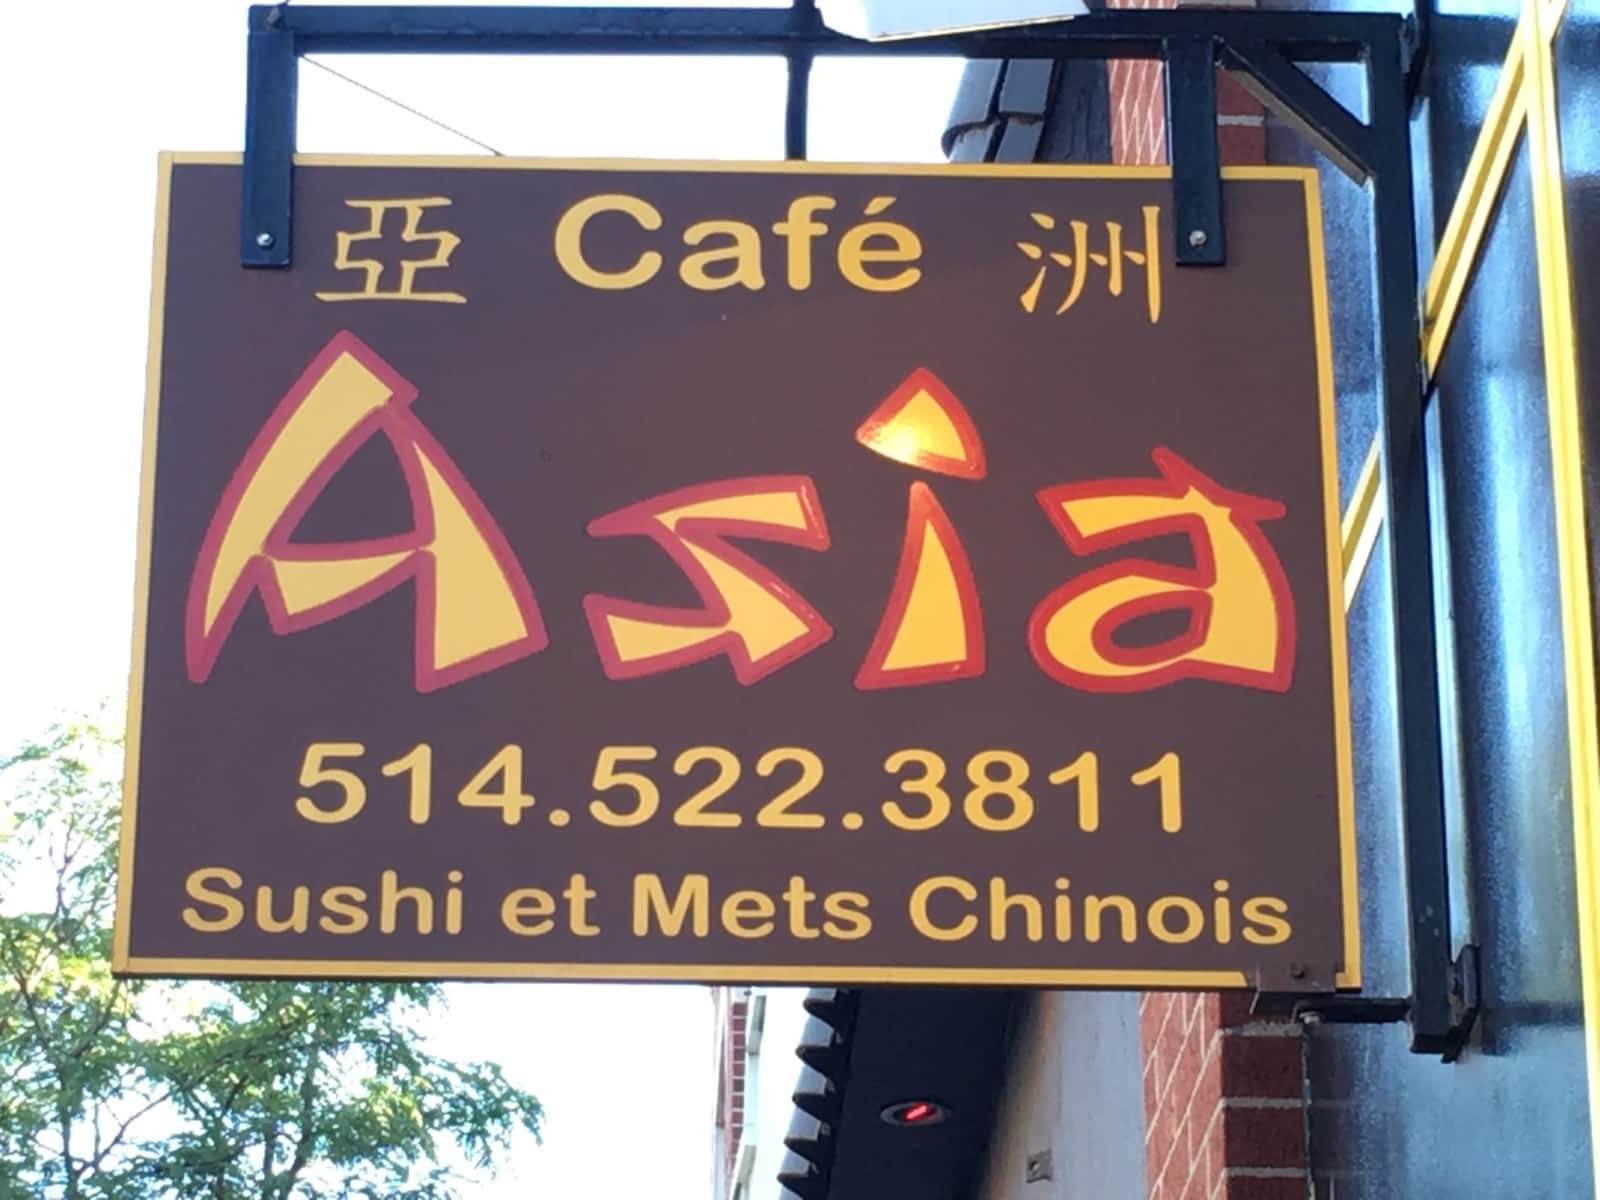 亞 Café 洲
Asia
514.522.3811
Sushi et Mets Chinois